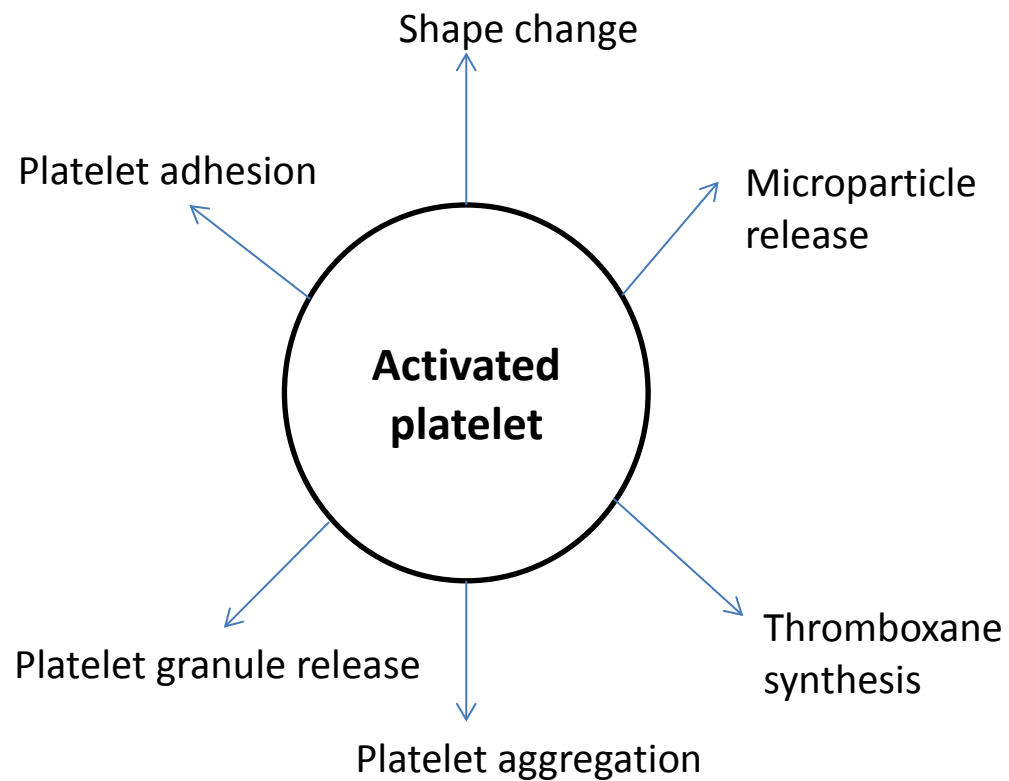 Shape change
Platelet adhesion
Microparticle
release
Activated
platelet
Platelet granule release
Thromboxane
synthesis
Platelet aggregation